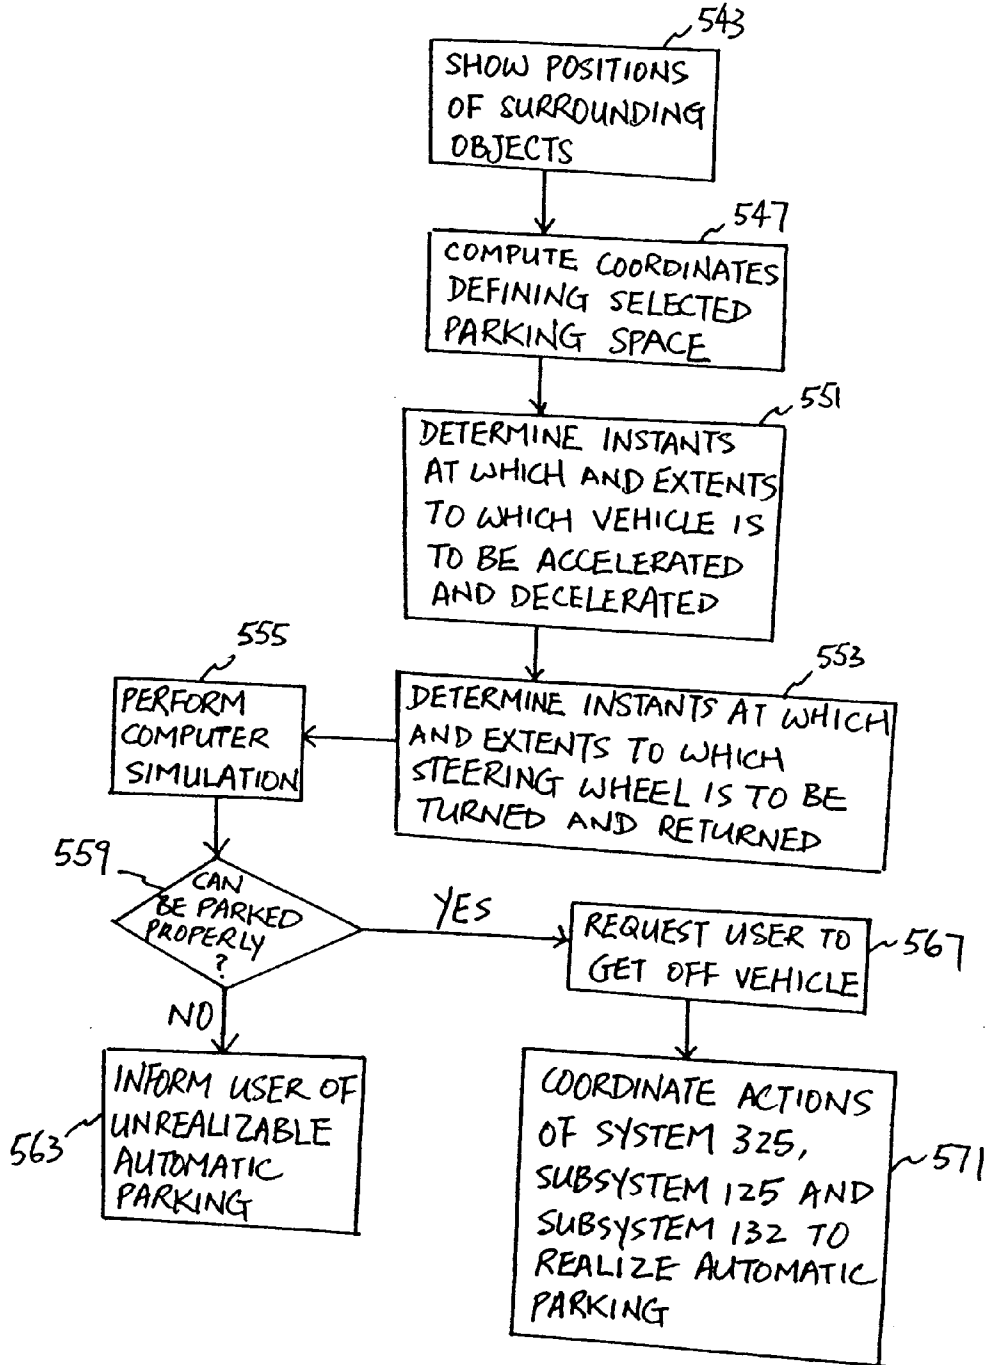 543
SHOW POSITIONS
OF SURROUNDING
OBJECTS
547
COMPUTE COORDINATES
DEFINING SELECTED
PARKING SPACE
551
DETERMINE INSTANTS
AT WHICH AND EXTENTS
TO WHICH VEHICLE IS
TO BE ACCELERATED
AND DECELERATED
553
DETERMINE INSTANTS AT WHICH
AND EXTENTS TO WHICH
STEERING WHEEL IS TO BE
TURNED AND RETURNED
555
PERFORM
COMPUTER
SIMULATION
559
CAN
BE PARKED
PROPERLY
?
YES
NO
567
REQUEST USER TO
GET OFF VEHICLE
563
INFORM USER OF
UNREALIZABLE
AUTOMATIC
PARKING
571
COORDINATE ACTIONS
OF SYSTEM 325,
SUBSYSTEM 125 AND
SUBSYSTEM 132 TO
REALIZE AUTOMATIC
PARKING